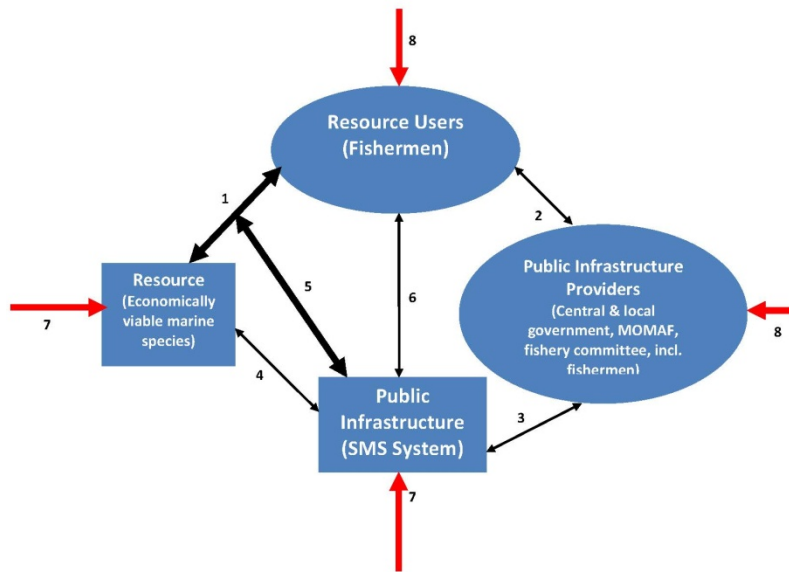 8
Resource Users
(Fishermen)
1
2
Resource
(Economically
viable marine
species)
Public Infrastructure
Providers
(Central & local
government, MOMAF,
fishery committee, incl.
fishermen)
5
6
7
8
4
Public
Infrastructure
(SMS System)
3
7